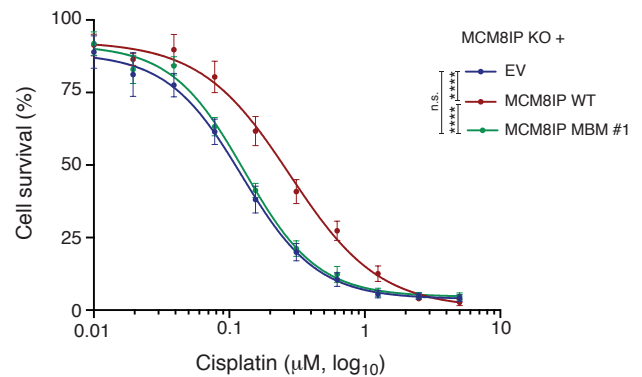 100
75
50
25
0
Cell survival (%)
0.01
0.1
1
10
Cisplatin (μM, log10)
MCM8IP KO +
EV
MCM8IP WT
MCM8IP MBM #1
n.s.
****
****